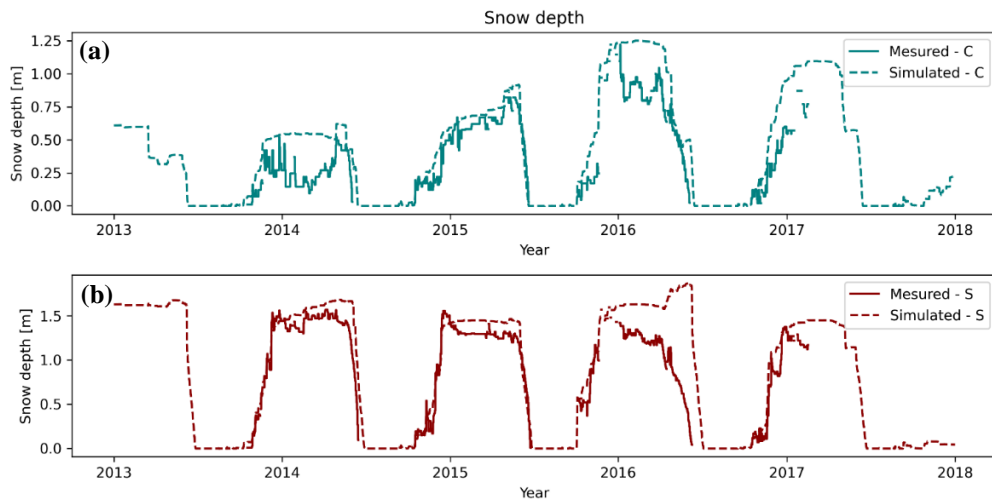 Snow depth
(a)
Mesured - C
Simulated - C
Snow depth [m]
1.25
1.00
0.75
0.50
0.25
0.00
2013 2014 2015 2016 2017 2018
Year
(b)
Mesured - S
Simulated - S
Snow depth [m]
1.5
1.0
0.5
0.0
2013 2014 2015 2016 2017 2018
Year